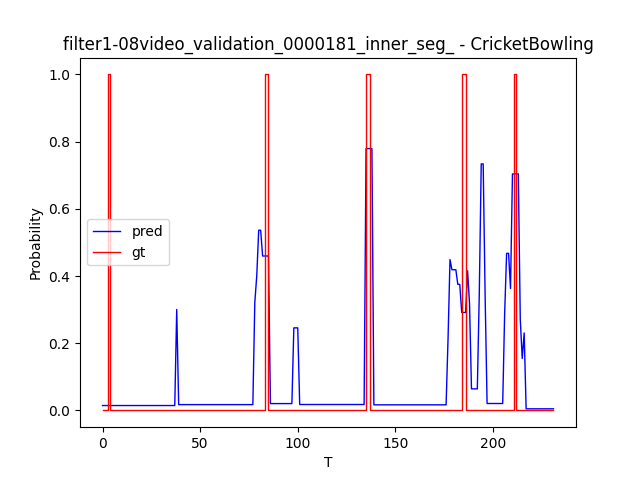 filter1-08video_validation_0000181_inner_seg_ - CricketBowling
1.0
0.8
0.6
0.4
0.2
0.0
Probability
pred
gt
0
50
100
150
200
T